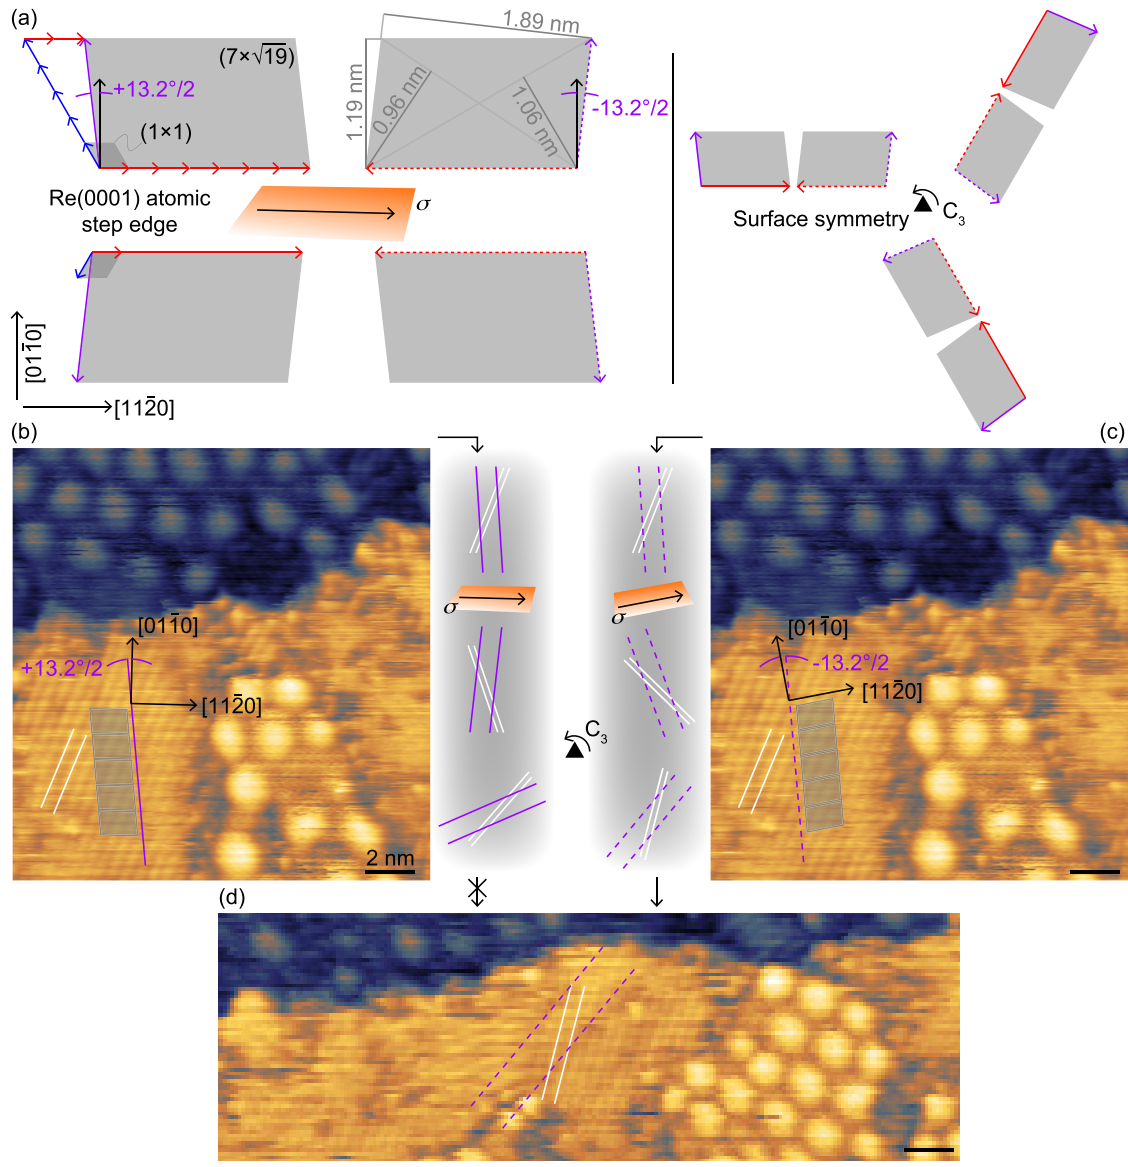 (a)
1.89 nm
(7×√19)
+13.2°/2
1.19 nm
0.96 nm
1.06 nm
-13.2°/2
(1×1)
Re(0001) atomic
step edge
σ
Surface symmetry
C₃
[011̅0]
[112̅0]
(b)
(c)
[011̅0]
+13.2°/2
[112̅0]
2 nm
σ
σ
C₃
[011̅0]
-13.2°/2
[112̅0]
(d)